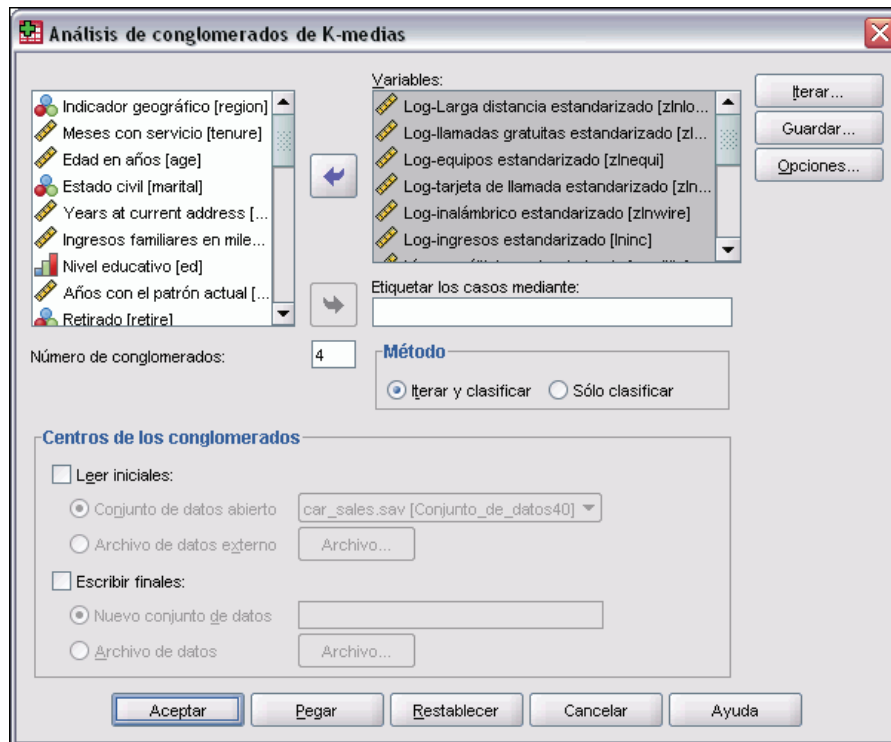 Análisis de conglomerados de K-medias
Indicador geográfico [region]
Meses con servicio [tenure]
Edad en años [age]
Estado civil [marital]
Years at current address [...
Ingresos familiares en mile...
Nivel educativo [ed]
Años con el patrón actual [...
Retirado [retire]
Variables:
Log-Larga distancia estandarizado [zlnlo...
Log-llamadas gratuitas estandarizado [zl...
Log-equipos estandarizado [zlnequi]
Log-tarjeta de llamada estandarizado [zln...
Log-inalámbrico estandarizado [zlnwire]
Log-ingresos estandarizado [lninc]
Iterar...
Guardar...
Opciones...
Etiquetar los casos mediante:
Número de conglomerados:
4
Método
Iterar y clasificar
Sólo clasificar
Centros de los conglomerados
Leer iniciales:
Conjunto de datos abierto
car_sales.sav [Conjunto_de_datos40]
Archivo de datos externo
Archivo...
Escribir finales:
Nuevo conjunto de datos
Archivo de datos
Archivo...
Aceptar
Pegar
Restablecer
Cancelar
Ayuda